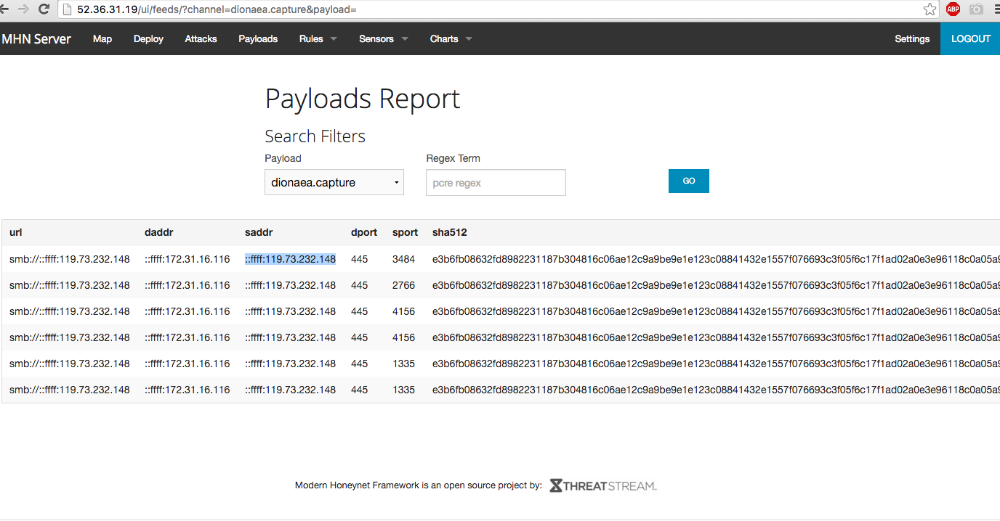 52.36.31.19/ui/feeds/?channel=dionaea.capture&payload=
ABP
MHN Server Map Deploy Attacks Payloads Rules Sensors Charts Settings LOGOUT
Payloads Report
Search Filters
Payload Regex Term
dionaea.capture pcre regex GO
url daddr saddr dport sport sha512
smb://::ffff:119.73.232.148 ::ffff:172.31.16.116 ::ffff:119.73.232.148 445 3484 e3b6fb08632fd8982231187b304816c06ae12c9a9be9e1e123c08841432e1557f076693c3f05f6c17f1ad02a0e3e96118c0a05a9
smb://::ffff:119.73.232.148 ::ffff:172.31.16.116 ::ffff:119.73.232.148 445 2766 e3b6fb08632fd8982231187b304816c06ae12c9a9be9e1e123c08841432e1557f076693c3f05f6c17f1ad02a0e3e96118c0a05a9
smb://::ffff:119.73.232.148 ::ffff:172.31.16.116 ::ffff:119.73.232.148 445 4156 e3b6fb08632fd8982231187b304816c06ae12c9a9be9e1e123c08841432e1557f076693c3f05f6c17f1ad02a0e3e96118c0a05a9
smb://::ffff:119.73.232.148 ::ffff:172.31.16.116 ::ffff:119.73.232.148 445 4156 e3b6fb08632fd8982231187b304816c06ae12c9a9be9e1e123c08841432e1557f076693c3f05f6c17f1ad02a0e3e96118c0a05a9
smb://::ffff:119.73.232.148 ::ffff:172.31.16.116 ::ffff:119.73.232.148 445 1335 e3b6fb08632fd8982231187b304816c06ae12c9a9be9e1e123c08841432e1557f076693c3f05f6c17f1ad02a0e3e96118c0a05a9
smb://::ffff:119.73.232.148 ::ffff:172.31.16.116 ::ffff:119.73.232.148 445 1335 e3b6fb08632fd8982231187b304816c06ae12c9a9be9e1e123c08841432e1557f076693c3f05f6c17f1ad02a0e3e96118c0a05a9
Modern Honeynet Framework is an open source project by: THREATSTREAM